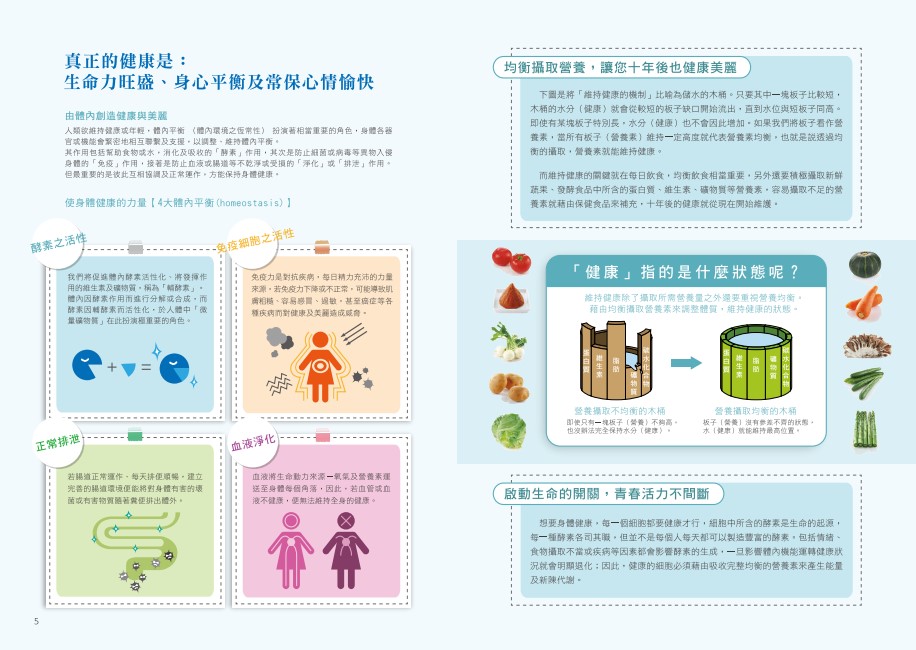 真正的健康是：
生命力旺盛、身心平衡及常保心情愉快
由體內創造健康與美麗
人類欲維持健康或年輕，體內平衡 （體內環境之恆常性） 扮演著相當重要的角色，身體各器
官或機能會緊密地相互聯繫及支援，以調整、維持體內平衡。
其作用包括幫助食物或水，消化及吸收的「酵素」作用，其次是防止細菌或病毒等異物入侵
身體的「免疫」作用，接著是防止血液或腸道等不乾淨或受損的「淨化」或「排泄」作用。
但最重要的是彼此互相協調及正常運作，方能保持身體健康。
使身體健康的力量【4大體內平衡(homeostasis)】
酵素之活性
我們將促進體內酵素活性化、將發揮作
用的維生素及礦物質，稱為「輔酵素」。
體內因酵素作用而進行分解或合成，而
酵素因輔酵素而活性化，於人體中「微
量礦物質」在此扮演極重要的角色。
免疫細胞之活性
免疫力是對抗疾病，每日精力充沛的力量
來源，若免疫力下降或不正常，可能導致肌
膚粗糙、容易感冒、過敏，甚至癌症等各
種疾病而對健康及美麗造成威脅。
正常排泄
若腸道正常運作，每天排便順暢，建立
完善的腸道環境便能將對身體有害的壞
菌或有害物質隨著糞便排出體外。
血液淨化
血液將生命動力來源─氧氣及營養素運
送至身體每個角落，因此，若血管或血
液不健康，便無法維持全身的健康。
5
均衡攝取營養，讓您十年後也健康美麗
下圖是將「維持健康的機制」比喻為儲水的木桶。只要其中一塊板子比較短，
木桶的水分（健康）就會從較短的板子缺口開始流出，直到水位與短板子同高。
即使有某塊板子特別長，水分（健康）也不會因此增加。如果我們將板子看作營
養素，當所有板子（營養素）維持一定高度就代表營養素均衡，也就是說透過均
衡的攝取，營養素就能維持健康。
而維持健康的關鍵就在每日飲食，均衡飲食相當重要，另外還要積極攝取新鮮
蔬果、發酵食品中所含的蛋白質、維生素、礦物質等營養素，容易攝取不足的營
養素就藉由保健食品來補充，十年後的健康就從現在開始維護。
「健康」指的是什麼狀態呢？
維持健康除了攝取所需營養量之外還要重視營養均衡，
藉由均衡攝取營養素來調整體質，維持健康的狀態。
蛋白質
維生素
脂肪
礦物質
碳水化合物
蛋白質
維生素
脂肪
礦物質
碳水化合物
營養攝取不均衡的木桶
即使只有一塊板子（營養）不夠高，
也沒辦法完全保持水分（健康）。
營養攝取均衡的木桶
板子（營養）沒有參差不齊的狀態，
水（健康）就能維持最高位置。
啟動生命的開關，青春活力不間斷
想要身體健康，每一個細胞都要健康才行，細胞中所含的酵素是生命的起源，
每一種酵素各司其職，但並不是每個人每天都可以製造豐富的酵素，包括情緒、
食物攝取不當或疾病等因素都會影響酵素的生成，一旦影響體內機能運轉健康狀
況就會明顯退化；因此，健康的細胞必須藉由吸收完整均衡的營養素來產生能量
及新陳代謝。